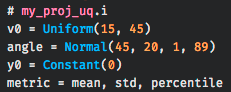 # my_proj_uq.i
v0 = Uniform(15, 45)
angle = Normal(45, 20, 1, 89)
y0 = Constant(0)
metric = mean, std, percentile